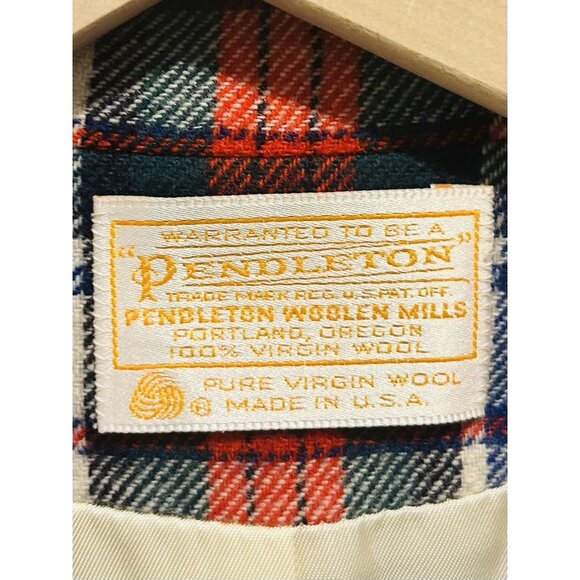 WARRANTED TO BE A
"PENDLETON"
TRADE MARK REG. U.S. PAT. OFF.
PENDLETON WOOLEN MILLS
PORTLAND, OREGON
100% VIRGIN WOOL
PURE VIRGIN WOOL
® MADE IN U.S.A.